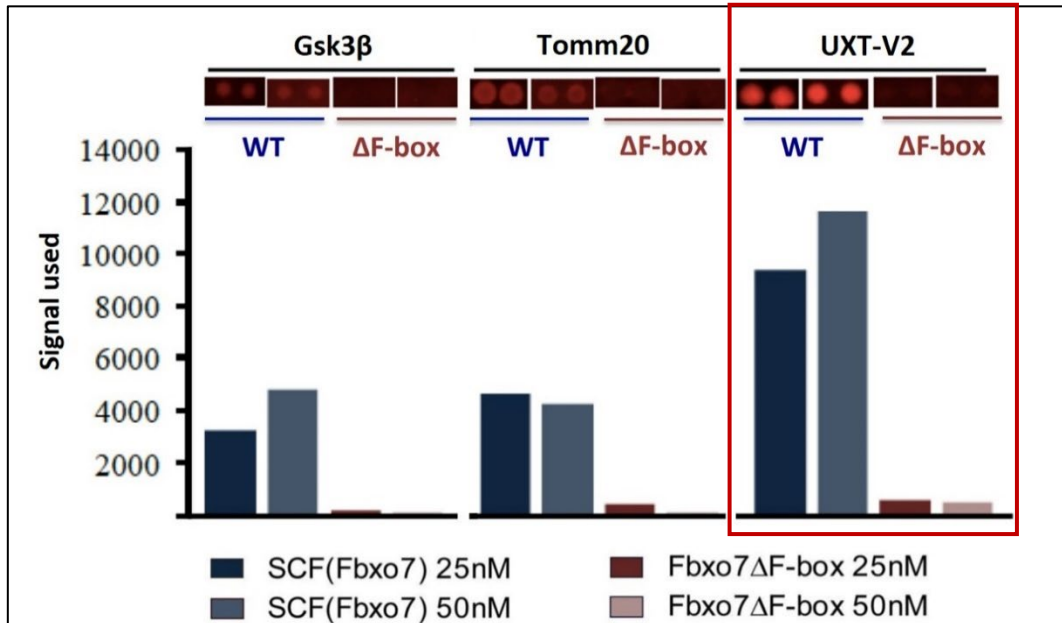 Gsk3β Tomm20 UXT-V2
WT ΔF-box WT ΔF-box WT ΔF-box
Signal used
14000
12000
10000
8000
6000
4000
2000
SCF(Fbxo7) 25nM Fbxo7ΔF-box 25nM
SCF(Fbxo7) 50nM Fbxo7ΔF-box 50nM